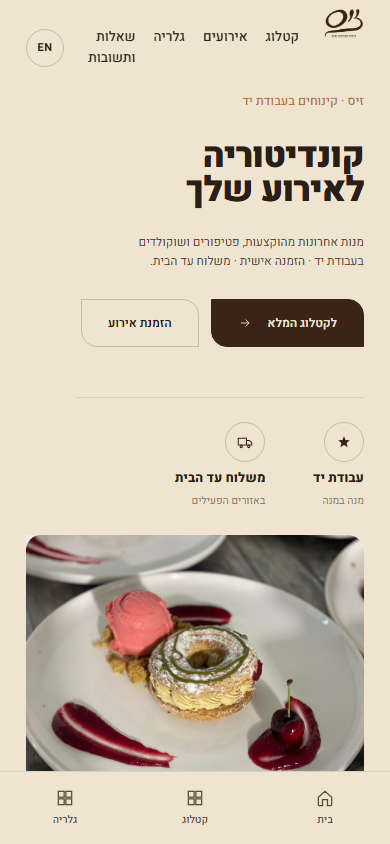 זיס
קטלוג
אירועים
גלריה
שאלות
ותשובות
EN
זיס · קינוחים בעבודת יד
קונדיטוריה
לאירוע שלך
מנות אחרונות מהוקצעות, פטיפורים ושוקולדים
בעבודת יד · הזמנה אישית · משלוח עד הבית.
לקטלוג המלא
הזמנת אירוע
עבודת יד
מנה במנה
משלוח עד הבית
באזורים הפעילים
בית
קטלוג
גלריה